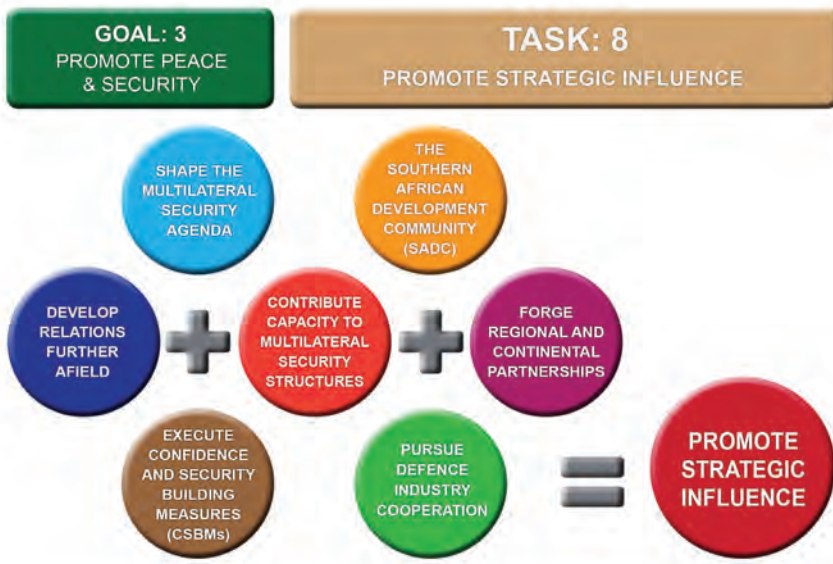 GOAL: 3
PROMOTE PEACE
& SECURITY
TASK: 8
PROMOTE STRATEGIC INFLUENCE
SHAPE THE
MULTILATERAL
SECURITY
AGENDA
THE
SOUTHERN
AFRICAN
DEVELOPMENT
COMMUNITY
(SADC)
DEVELOP
RELATIONS
FURTHER
AFIELD
CONTRIBUTE
CAPACITY TO
MULTILATERAL
SECURITY
STRUCTURES
FORGE
REGIONAL AND
CONTINENTAL
PARTNERSHIPS
EXECUTE
CONFIDENCE
AND SECURITY
BUILDING
MEASURES
(CSBMs)
PURSUE
DEFENCE
INDUSTRY
COOPERATION
PROMOTE
STRATEGIC
INFLUENCE